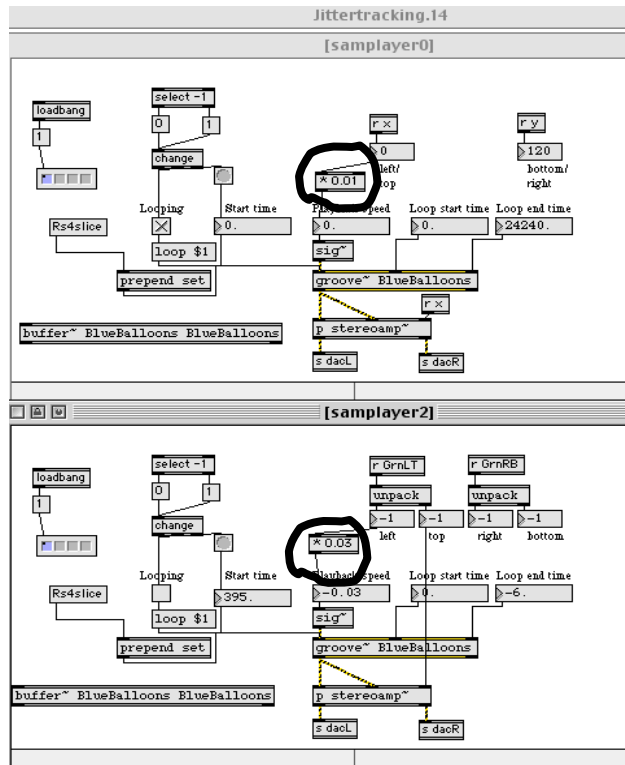 Jittertracking.14
[samplayer0]
loadbang
select -1
r x
r y
1
0
1
0
120
change
left/
top
bottom/
right
* 0.01
Looping
Start time
speed
Loop start time
Loop end time
Rs4slice
0.
0.
0.
24240.
loop $1
sig~
prepend set
groove~ BlueBalloons
r x
buffer~ BlueBalloons BlueBalloons
p stereoamp~
s dacL
s dacR
[samplayer2]
loadbang
select -1
r GrnLT
r GrnRB
1
0
1
unpack
unpack
change
-1
-1
-1
-1
left
top
right
bottom
* 0.03
Looping
Start time
Playback speed
Loop start time
Loop end time
Rs4slice
395.
-0.03
0.
-6.
loop $1
sig~
prepend set
groove~ BlueBalloons
buffer~ BlueBalloons BlueBalloons
p stereoamp~
s dacL
s dacR